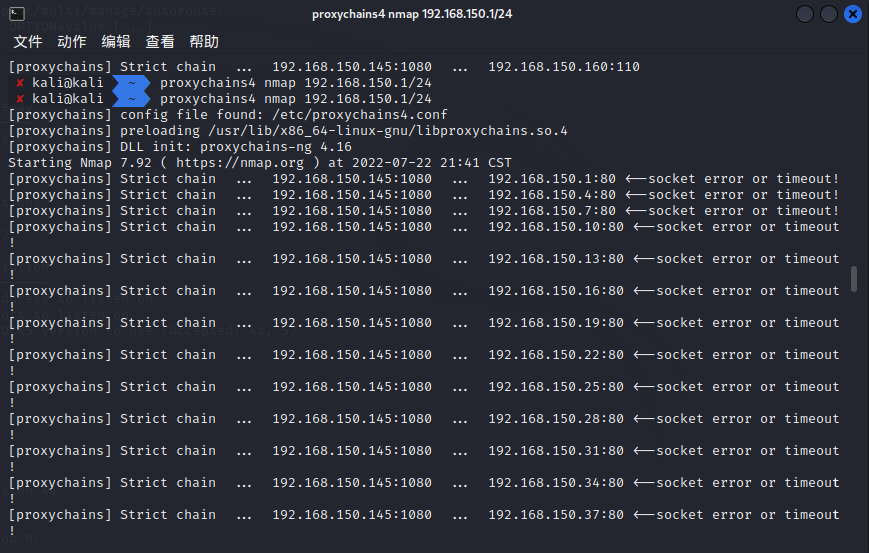 proxychains4 nmap 192.168.150.1/24
文件 动作 编辑 查看 帮助
[proxychains] Strict chain ... 192.168.150.145:1080 ... 192.168.150.160:110
✘ kali@kali ~ proxychains4 nmap 192.168.150.1/24
✘ kali@kali ~ proxychains4 nmap 192.168.150.1/24
[proxychains] config file found: /etc/proxychains4.conf
[proxychains] preloading /usr/lib/x86_64-linux-gnu/libproxychains.so.4
[proxychains] DLL init: proxychains-ng 4.16
Starting Nmap 7.92 ( https://nmap.org ) at 2022-07-22 21:41 CST
[proxychains] Strict chain ... 192.168.150.145:1080 ... 192.168.150.1:80 <--socket error or timeout!
[proxychains] Strict chain ... 192.168.150.145:1080 ... 192.168.150.4:80 <--socket error or timeout!
[proxychains] Strict chain ... 192.168.150.145:1080 ... 192.168.150.7:80 <--socket error or timeout!
[proxychains] Strict chain ... 192.168.150.145:1080 ... 192.168.150.10:80 <--socket error or timeout
!
[proxychains] Strict chain ... 192.168.150.145:1080 ... 192.168.150.13:80 <--socket error or timeout
!
[proxychains] Strict chain ... 192.168.150.145:1080 ... 192.168.150.16:80 <--socket error or timeout
!
[proxychains] Strict chain ... 192.168.150.145:1080 ... 192.168.150.19:80 <--socket error or timeout
!
[proxychains] Strict chain ... 192.168.150.145:1080 ... 192.168.150.22:80 <--socket error or timeout
!
[proxychains] Strict chain ... 192.168.150.145:1080 ... 192.168.150.25:80 <--socket error or timeout
!
[proxychains] Strict chain ... 192.168.150.145:1080 ... 192.168.150.28:80 <--socket error or timeout
!
[proxychains] Strict chain ... 192.168.150.145:1080 ... 192.168.150.31:80 <--socket error or timeout
!
[proxychains] Strict chain ... 192.168.150.145:1080 ... 192.168.150.34:80 <--socket error or timeout
!
[proxychains] Strict chain ... 192.168.150.145:1080 ... 192.168.150.37:80 <--socket error or timeout
!